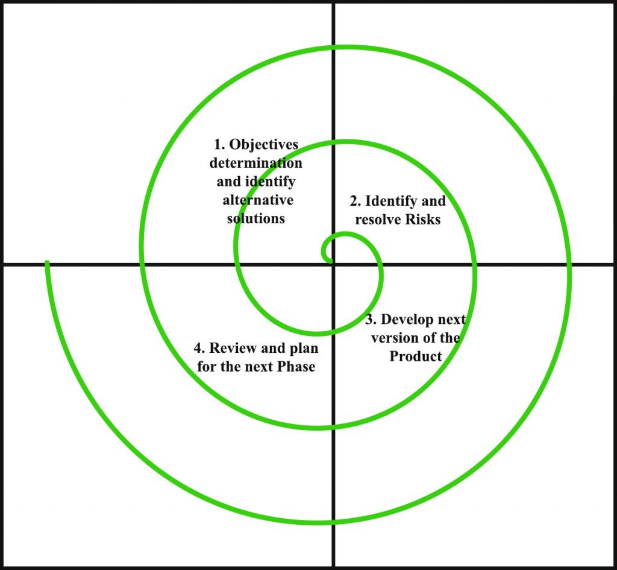 1. Objectives
determination
and identify
alternative
solutions
2. Identify and
resolve Risks
3. Develop next
version of the
Product
4. Review and plan
for the next Phase